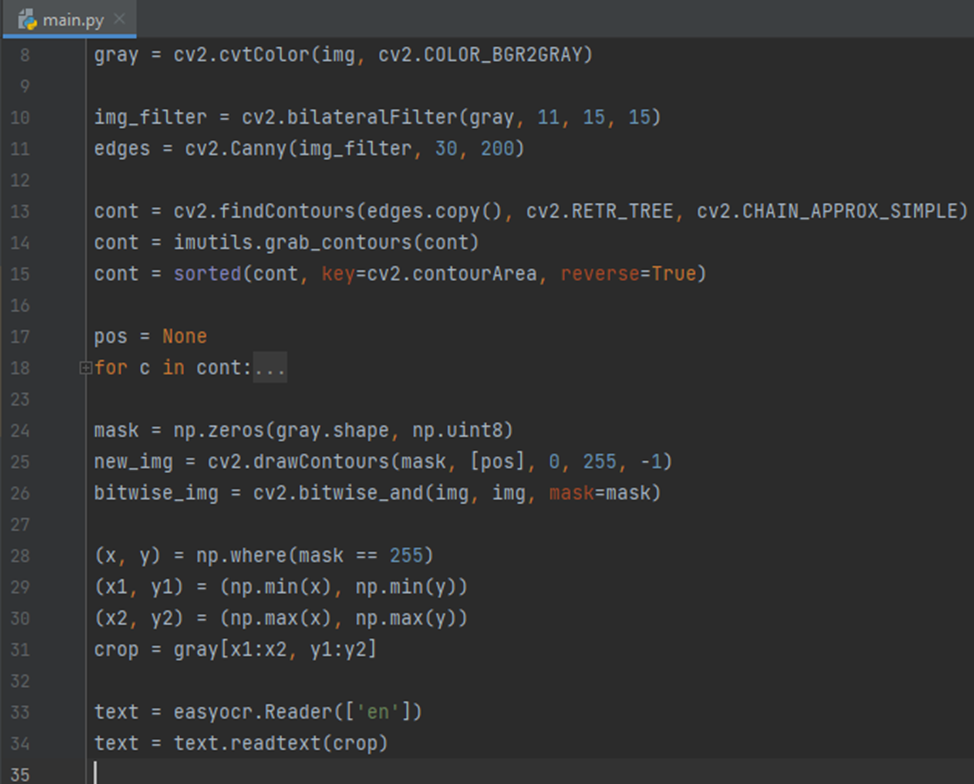 main.py
8 gray = cv2.cvtColor(img, cv2.COLOR_BGR2GRAY)
9
10 img_filter = cv2.bilateralFilter(gray, 11, 15, 15)
11 edges = cv2.Canny(img_filter, 30, 200)
12
13 cont = cv2.findContours(edges.copy(), cv2.RETR_TREE, cv2.CHAIN_APPROX_SIMPLE)
14 cont = imutils.grab_contours(cont)
15 cont = sorted(cont, key=cv2.contourArea, reverse=True)
16
17 pos = None
18 for c in cont:...
23
24 mask = np.zeros(gray.shape, np.uint8)
25 new_img = cv2.drawContours(mask, [pos], 0, 255, -1)
26 bitwise_img = cv2.bitwise_and(img, img, mask=mask)
27
28 (x, y) = np.where(mask == 255)
29 (x1, y1) = (np.min(x), np.min(y))
30 (x2, y2) = (np.max(x), np.max(y))
31 crop = gray[x1:x2, y1:y2]
32
33 text = easyocr.Reader(['en'])
34 text = text.readtext(crop)
35